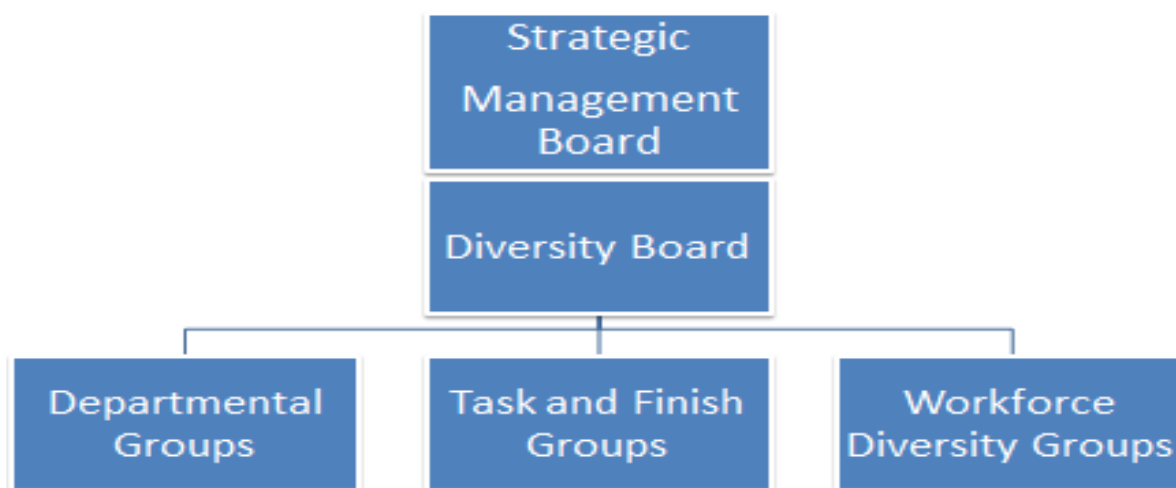 Strategic
Management
Board
Diversity Board
Departmental
Groups
Task and Finish
Groups
Workforce
Diversity Groups